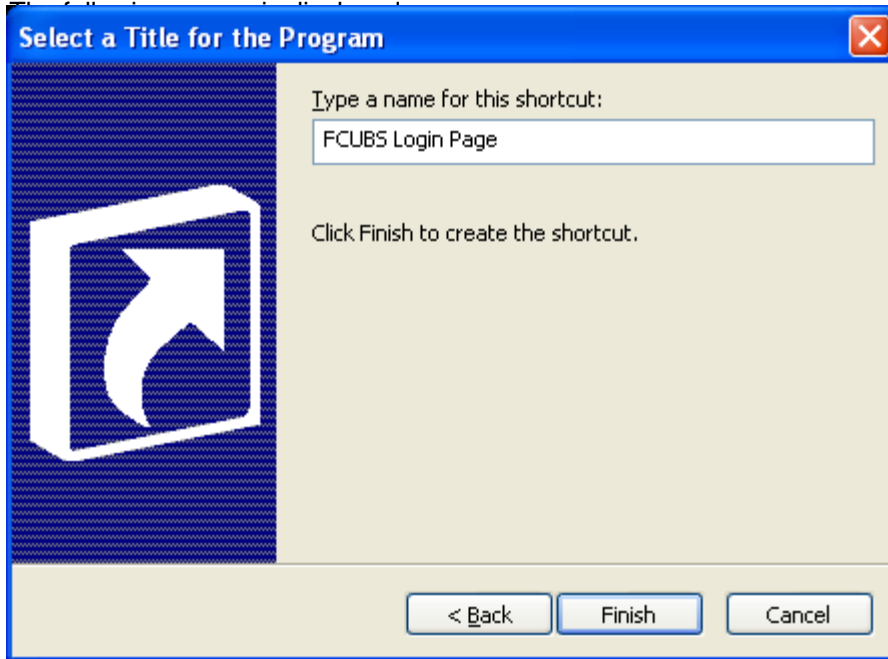 Select a Title for the Program
Type a name for this shortcut:
FCUBS Login Page
Click Finish to create the shortcut.
< Back
Finish
Cancel